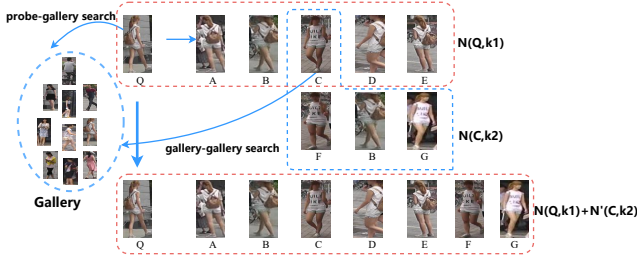 probe-gallery search
N(Q,k1)
Q A B C D E
N(C,k2)
gallery-gallery search
F B G
Gallery
N(Q,k1)+N'(C,k2)
Q A B C D E F G